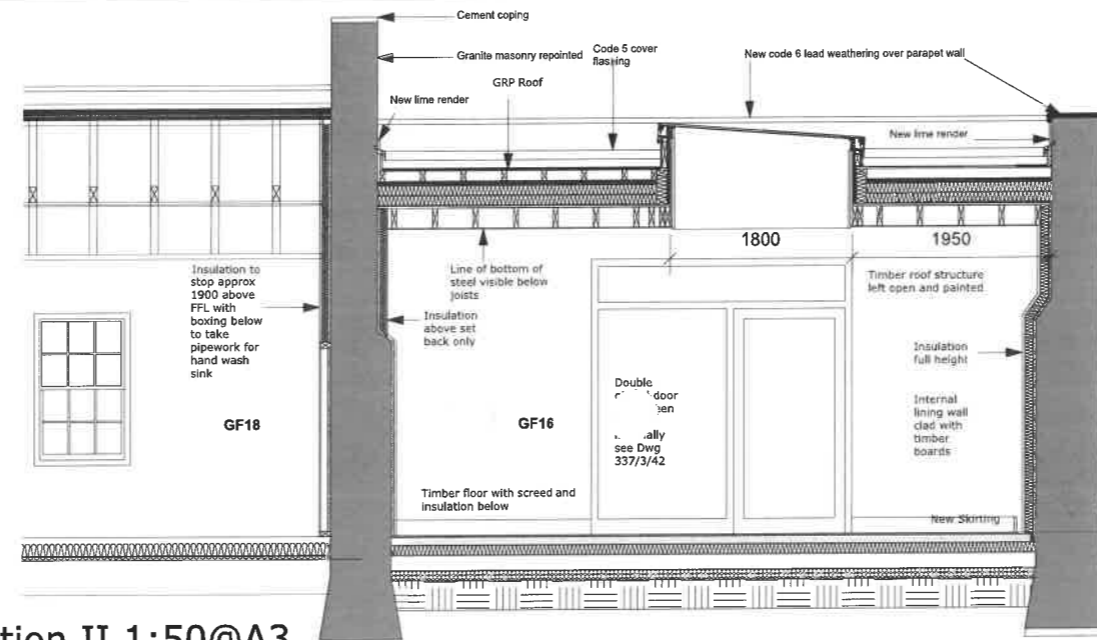 Cement coping
Granite masonry repointed
Code 5 cover
flashing
New code 6 lead weathering over parapet wall
GRP Roof
New lime render
New lime render
1800
1950
Insulation to
stop approx
1900 above
FFL with
boxing below
to take
pipework for
hand wash
sink
Line of bottom of
steel visible below
joists
Timber roof structure
left open and painted
Insulation
above set
back only
Insulation
full height
Double
door
see Dwg
337/3/42
Internal
lining wall
clad with
timber
boards
GF18
GF16
Timber floor with screed and
insulation below
New Skirting
II 1:50@A3